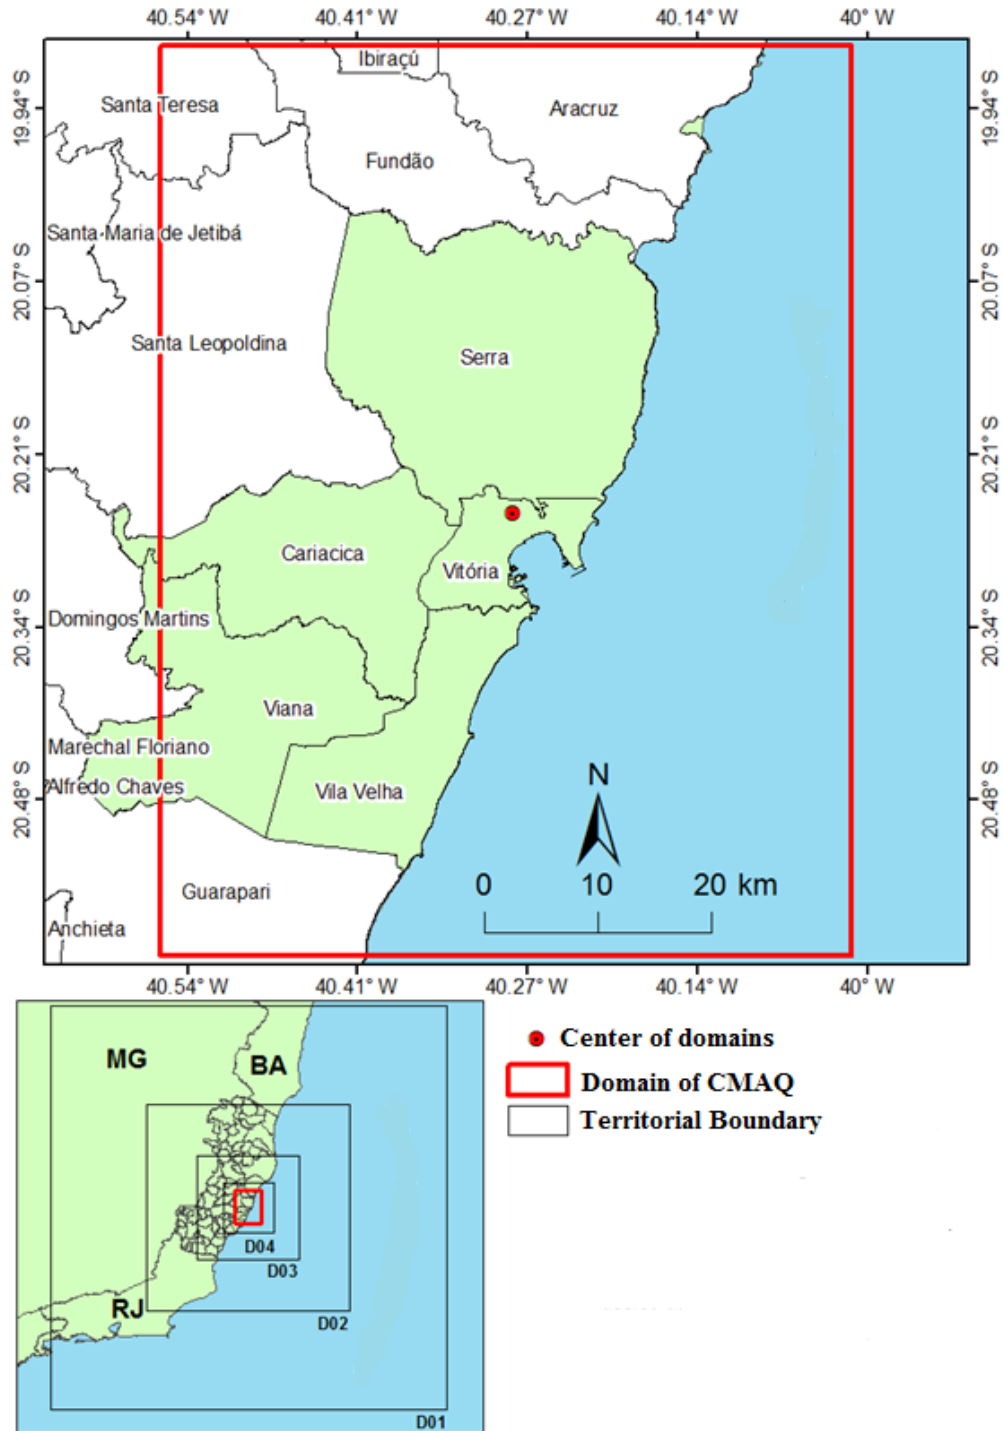 40.54° W 40.41° W 40.27° W 40.14° W 40° W
Ibiraçú
19.94° S
Santa Teresa
Aracruz
19.94° S
Fundão
Santa Maria de Jetibá
20.07° S
20.07° S
Santa Leopoldina
Serra
20.21° S
20.21° S
Cariacica
Vitória
Domingos Martins
20.34° S
20.34° S
Viana
Marechal Floriano
Alfredo Chaves
Vila Velha
N
20.48° S
20.48° S
0 10 20 km
Guarapari
Anchieta
40.54° W 40.41° W 40.27° W 40.14° W 40° W
MG
BA
RJ
D04
D03
D02
D01
Center of domains
Domain of CMAQ
Territorial Boundary